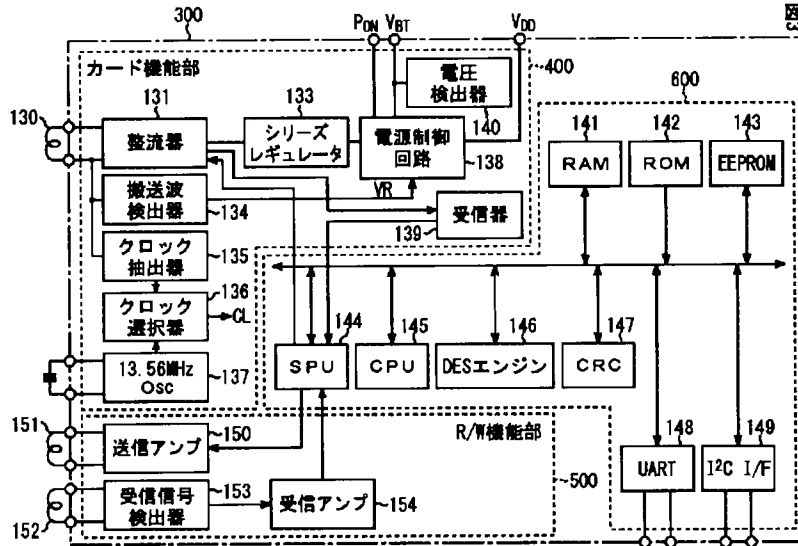 300
P_ON V_BT
V_DD
図3
カード機能部
400
600
電圧
検出器
140
130
131
整流器
133
シリーズ
レギュレータ
電源制御
回路
138
141
RAM
142
ROM
143
EEPROM
搬送波
検出器
134
VR
受信器
139
クロック
抽出器
135
クロック
選択器
136
CL
144
SPU
145
CPU
146
DESエンジン
147
CRC
13.56MHz
OSC
137
151
送信アンプ
150
R/W機能部
148
UART
149
I²C I/F
152
受信信号
検出器
153
受信アンプ
154
500